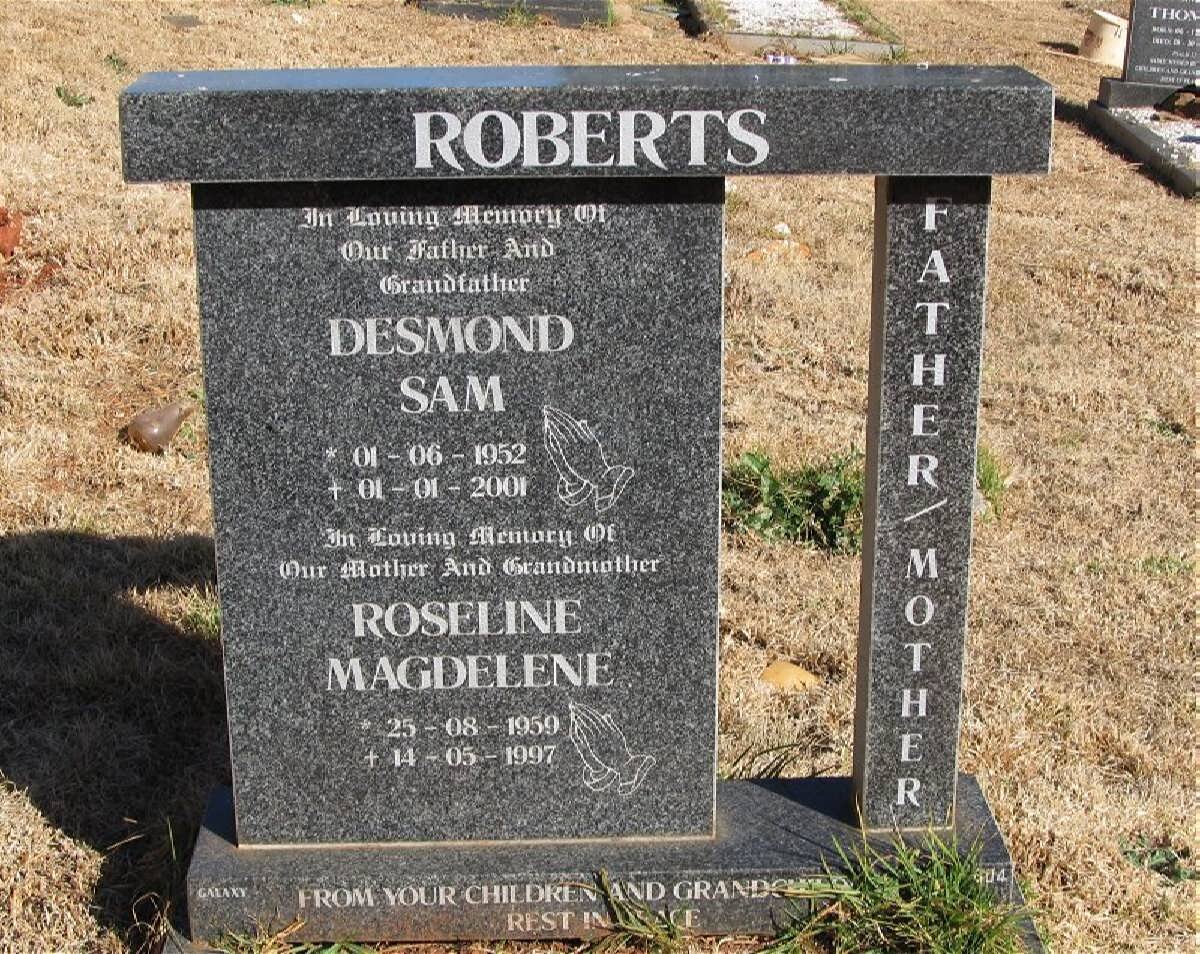 ROBERTS
In Loving Memory Of
Our Father And
Grandfather
DESMOND
SAM
* 01 - 06 - 1952
+ 01 - 01 - 2001
In Loving Memory Of
Our Mother And Grandmother
ROSELINE
MAGDELENE
* 25 - 08 - 1959
+ 14 - 05 - 1997
FATHER/MOTHER
GALAXY
FROM YOUR CHILDREN AND
REST IN
THOM